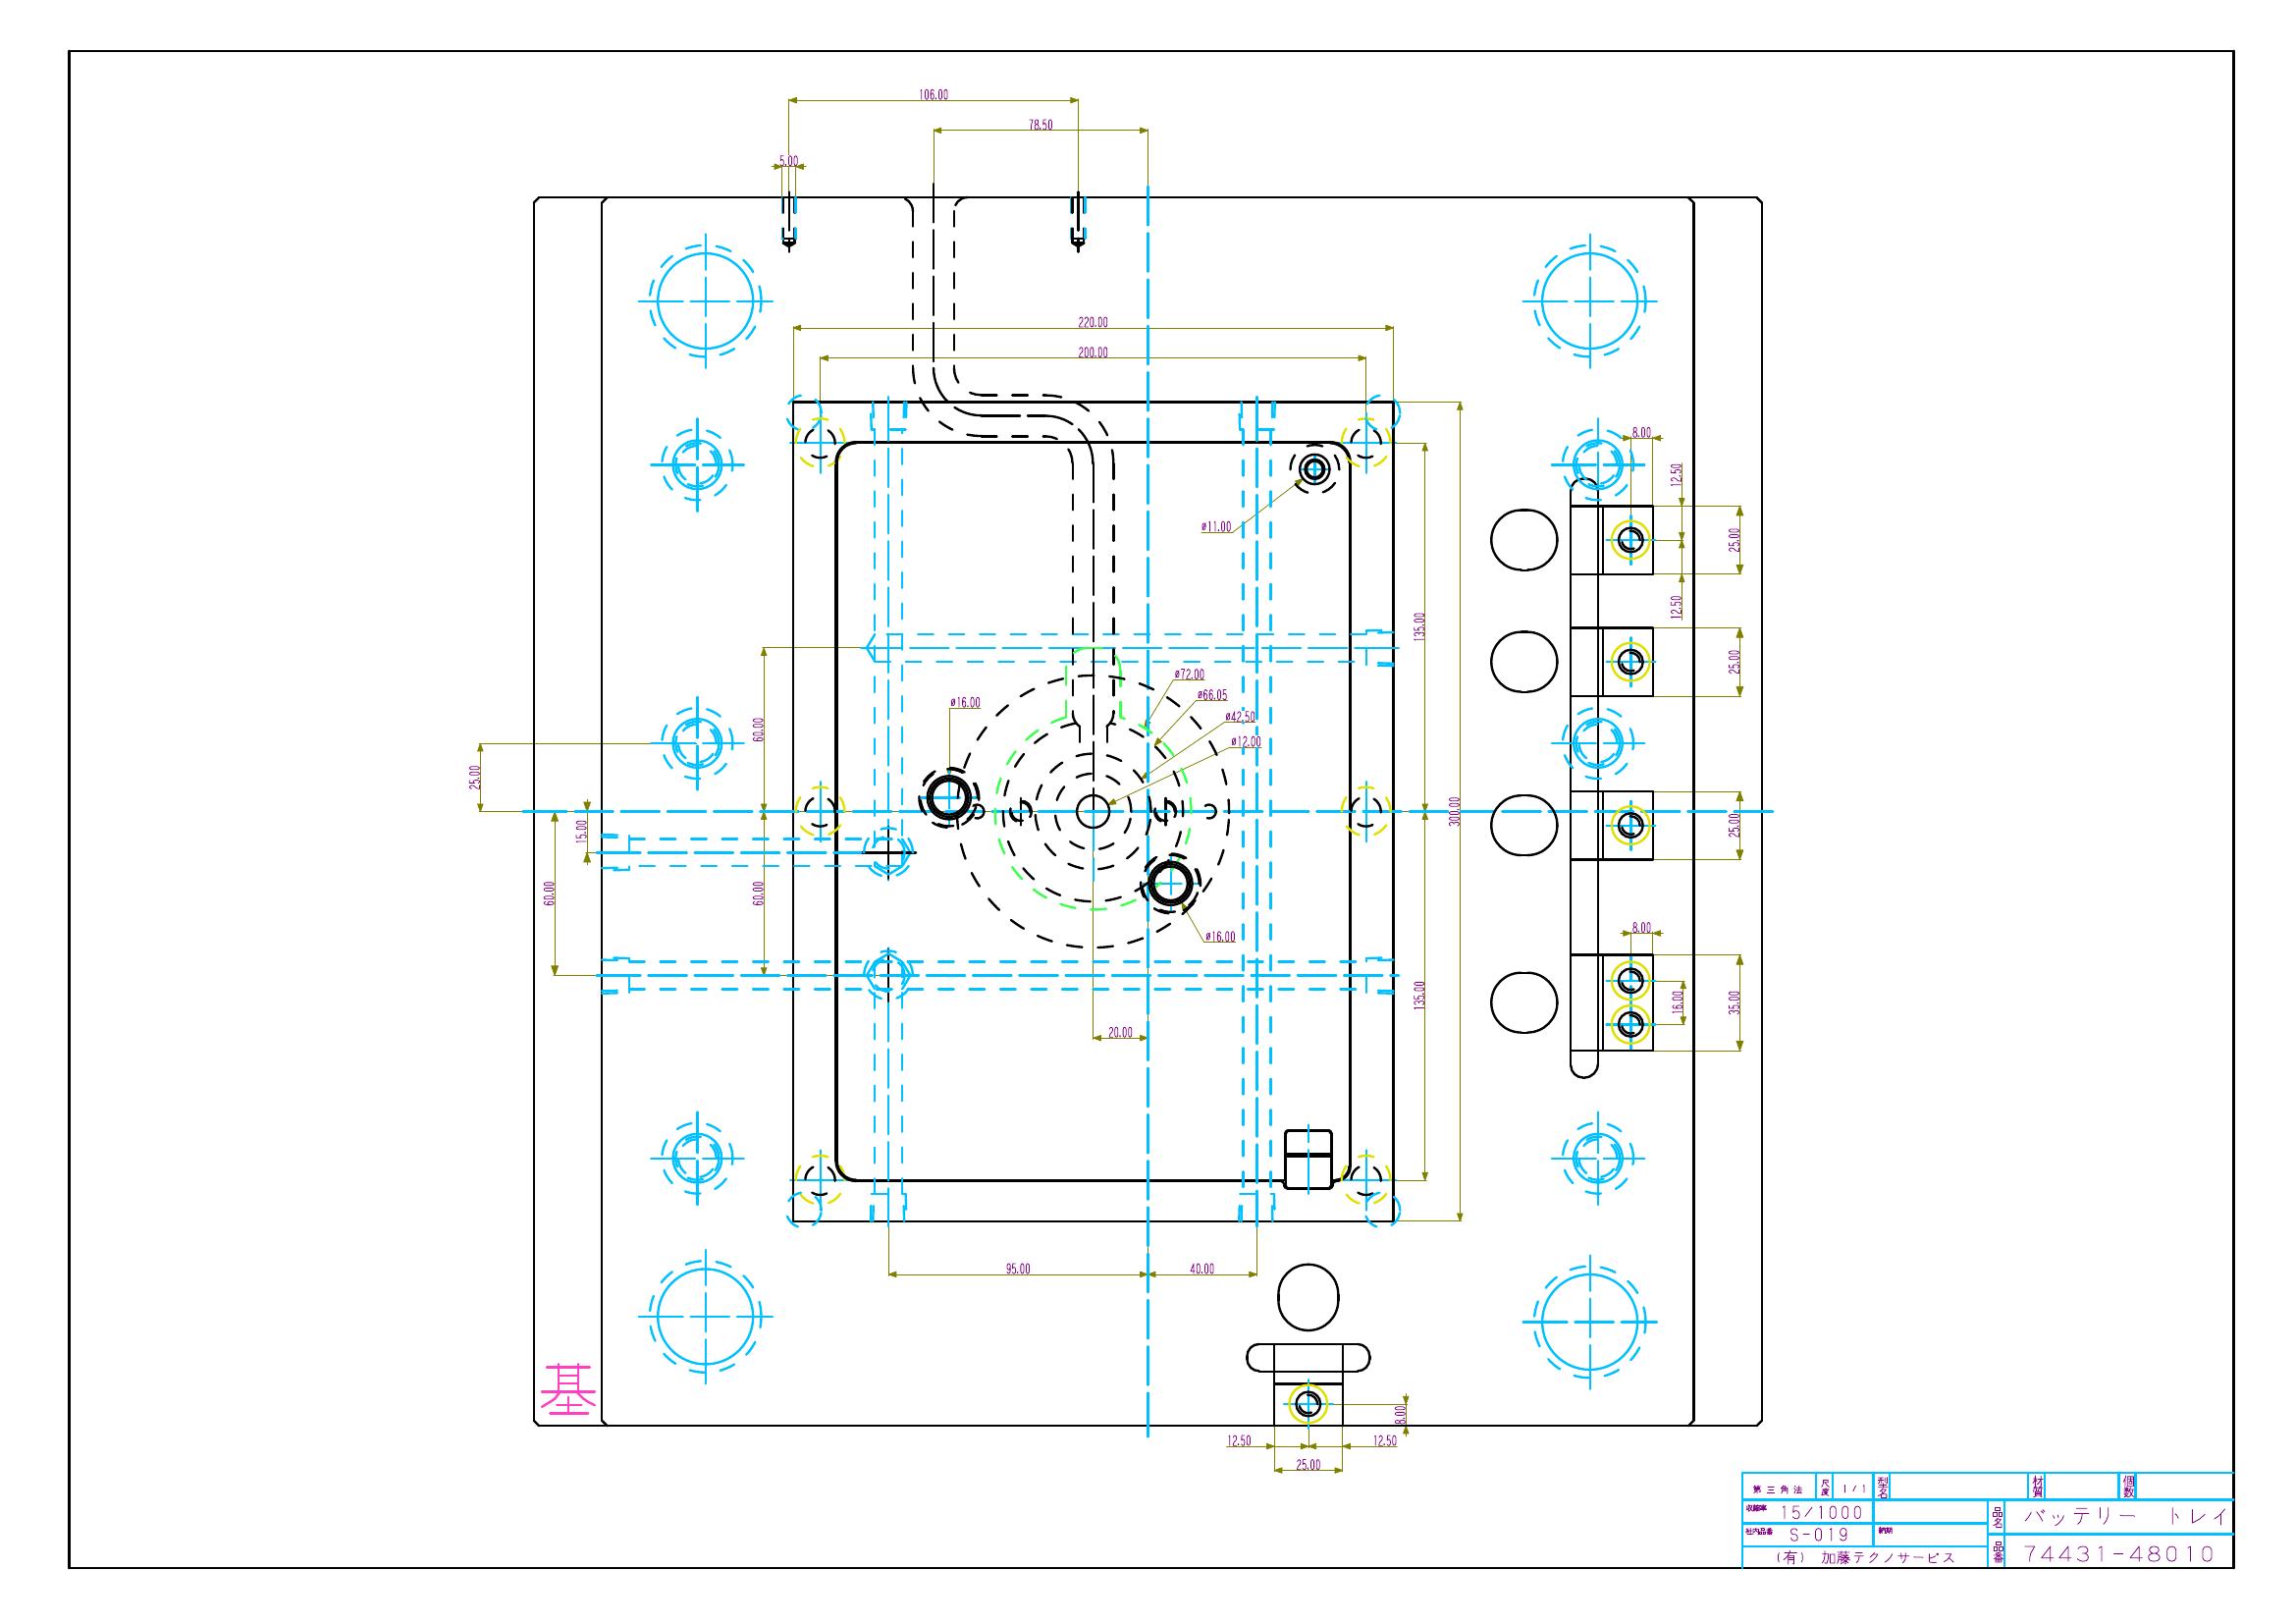 106.00
78.50
5.00
220.00
200.00
8.00
12.50
ø11.00
25.00
12.50
135.00
25.00
ø72.00
ø66.05
ø16.00
ø42.50
60.00
ø12.00
25.00
300.00
15.00
25.00
60.00
60.00
ø16.00
8.00
135.00
16.00
35.00
20.00
95.00
40.00
基
8.00
12.50
12.50
25.00
第三角法 尺度 1/1 型名 材質 個数
収縮率 15/1000
品名 バッテリー トレイ
社内品番 S-019 納期
(有) 加藤テクノサービス
品番 74431-48010